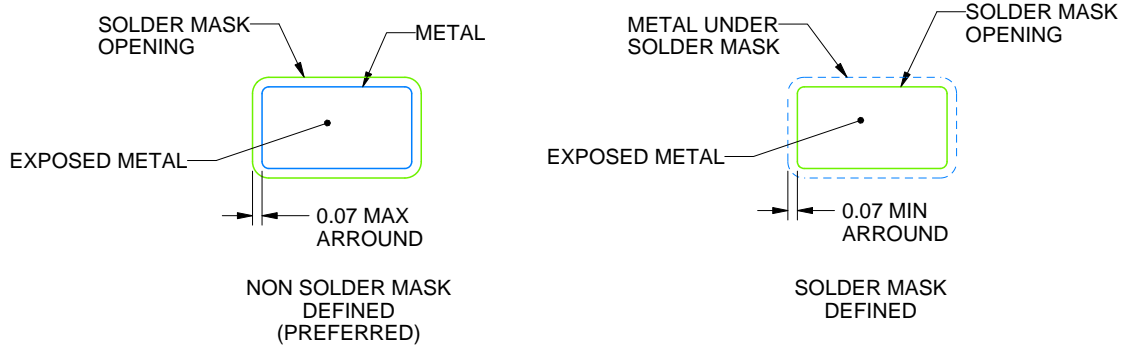 SOLDER MASK
OPENING
METAL
EXPOSED METAL
0.07 MAX
ARROUND
NON SOLDER MASK
DEFINED
(PREFERRED)
METAL UNDER
SOLDER MASK
SOLDER MASK
OPENING
EXPOSED METAL
0.07 MIN
ARROUND
SOLDER MASK
DEFINED